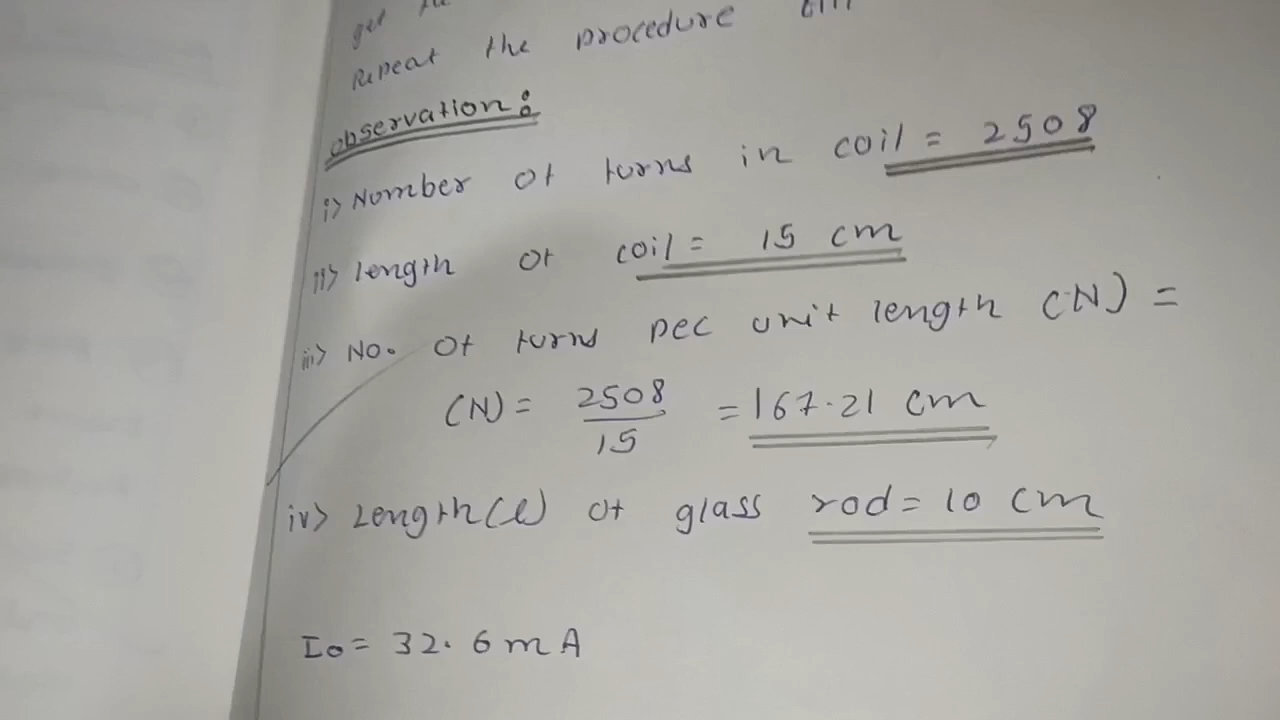 Repeat the procedure
observation:
i> Number of turns in coil = 2508
ii> length of coil = 15 cm
iii> No. of turns per unit length (N) =
(N) = 2508/15 = 167.21 cm
iv> Length(l) of glass rod = 10 cm
I₀ = 32.6 mA